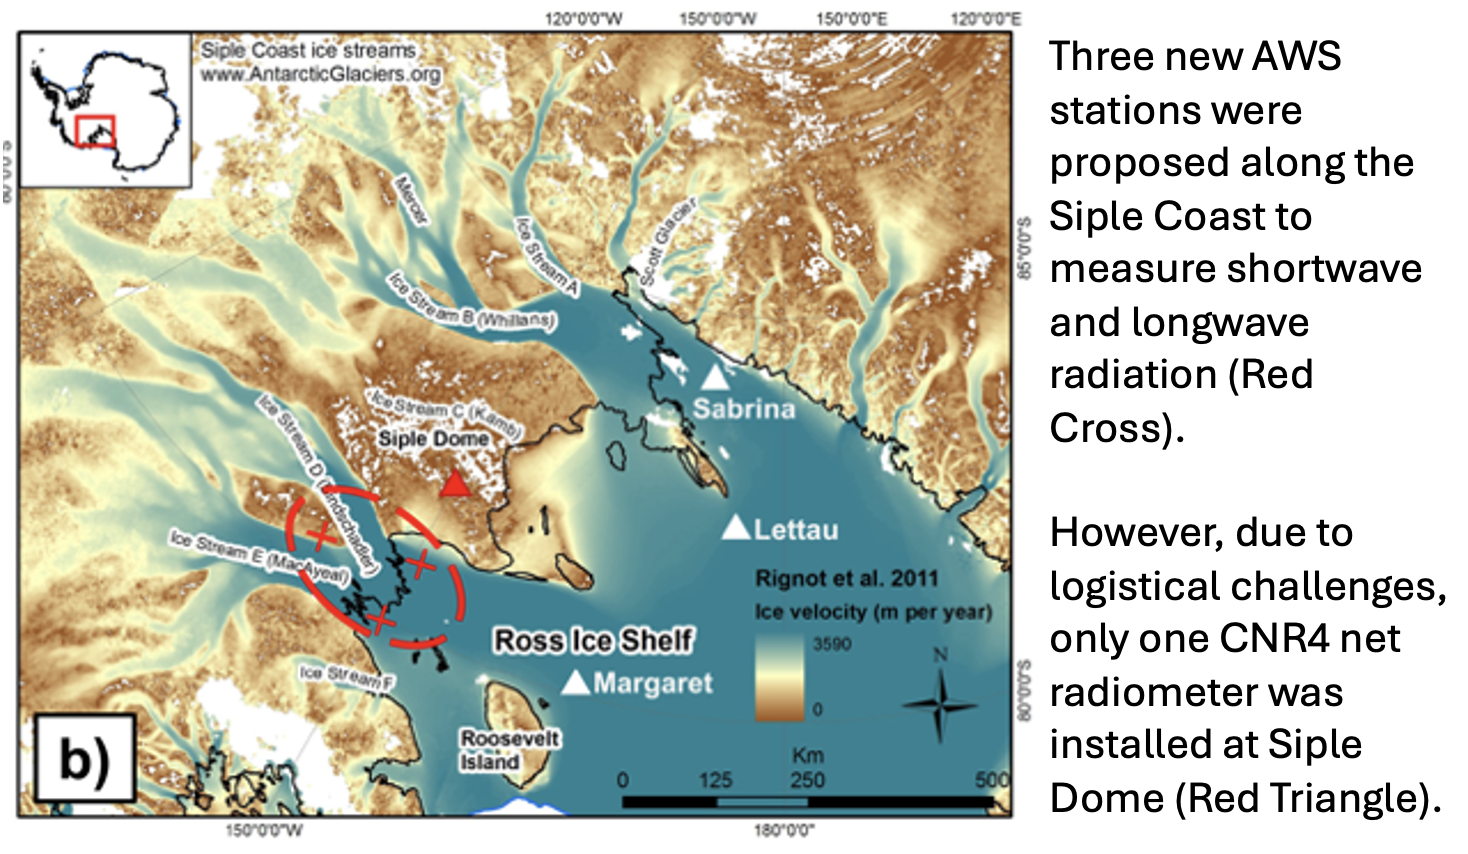 120°0'0"W
150°0'0"W
150°0'0"E
120°0'0"E
Siple Coast ice streams
www.AntarcticGlaciers.org
85°0'0"S
Mercer
Ice Stream A
Scott Glacier
Ice Stream B (Whillans)
Ice Stream C (Kamb)
Siple Dome
Sabrina
Ice Stream D (Bindschadler)
Ice Stream E (MacAyeal)
Lettau
Rignot et al. 2011
Ice velocity (m per year)
3590
0
N
Ross Ice Shelf
Margaret
Ice Stream F
80°0'0"S
Roosevelt
Island
b)
Km
0 125 250 500
150°0'0"W
180°0'0"
Three new AWS
stations were
proposed along the
Siple Coast to
measure shortwave
and longwave
radiation (Red
Cross).
However, due to
logistical challenges,
only one CNR4 net
radiometer was
installed at Siple
Dome (Red Triangle).